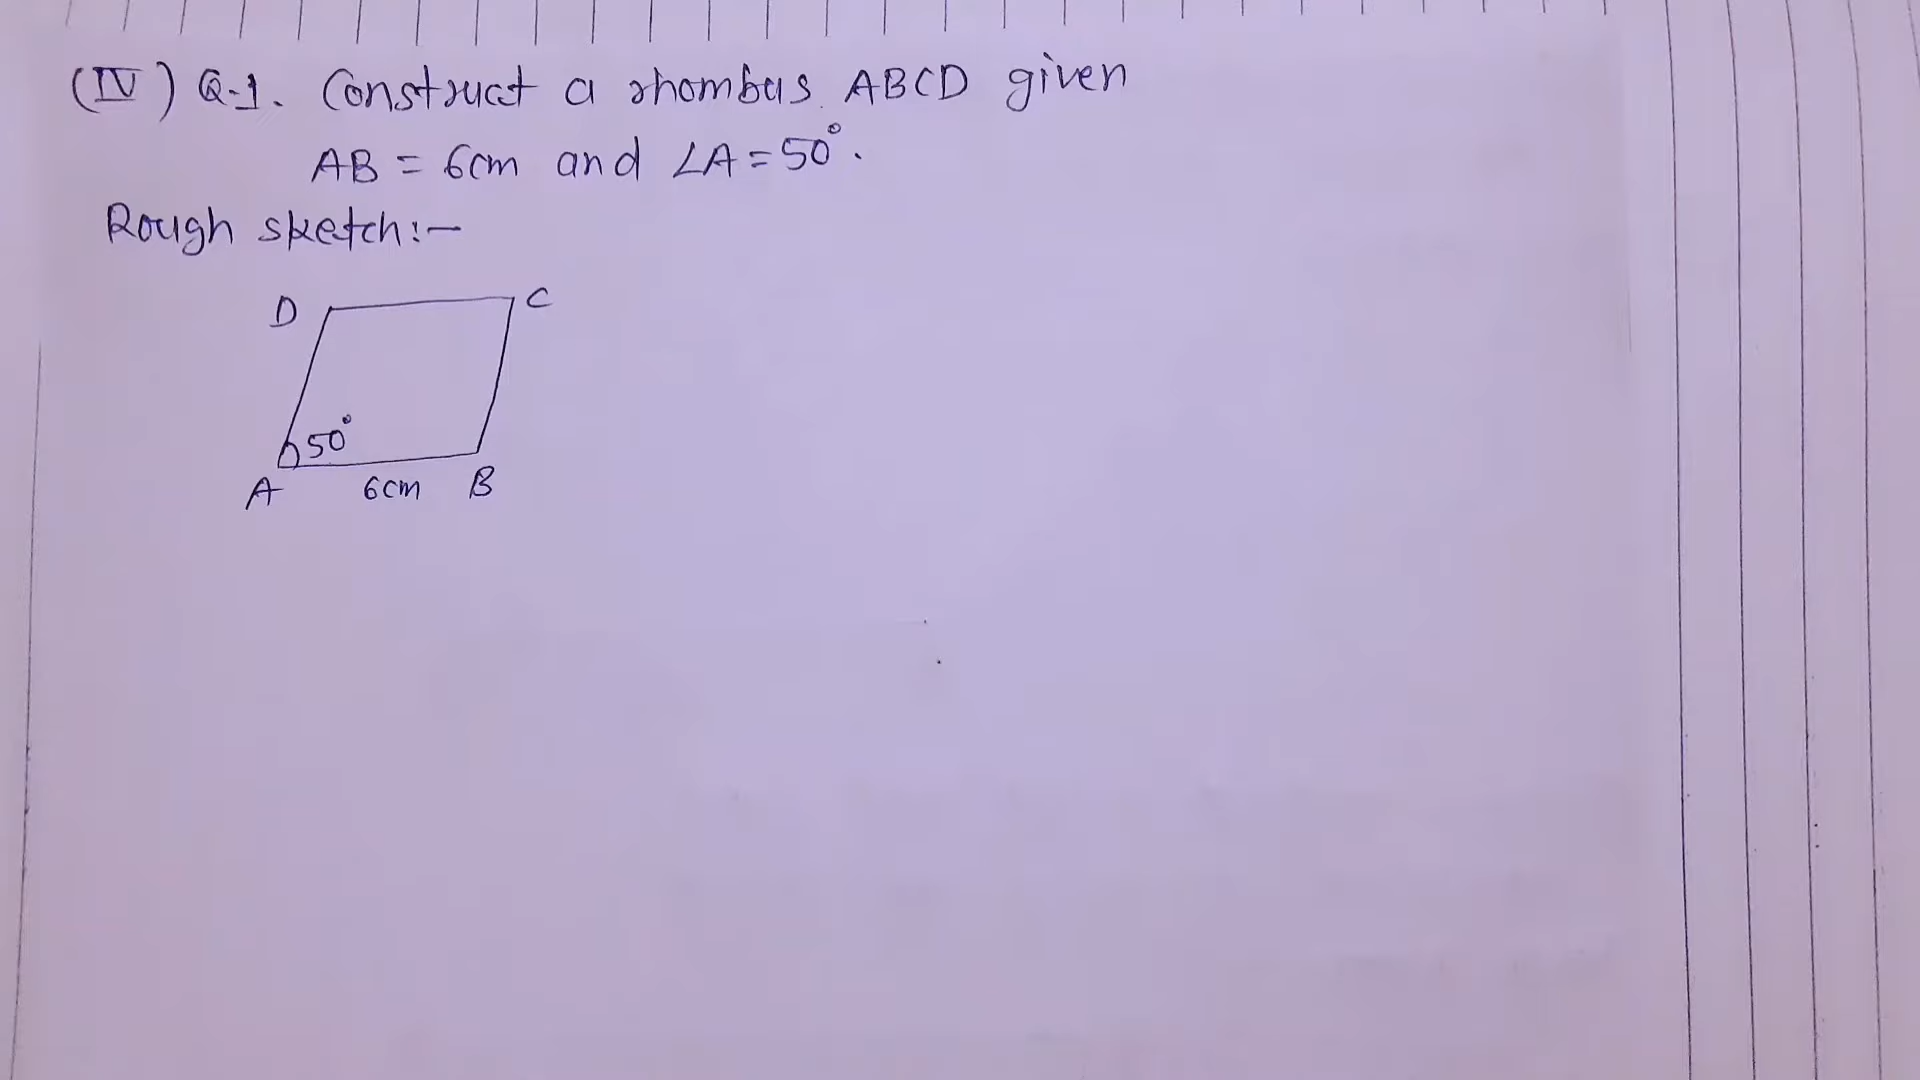 (IV) Q-1. Construct a rhombus ABCD given
AB = 6cm and ∠A = 50°.
Rough sketch:-
D C
50°
A 6cm B